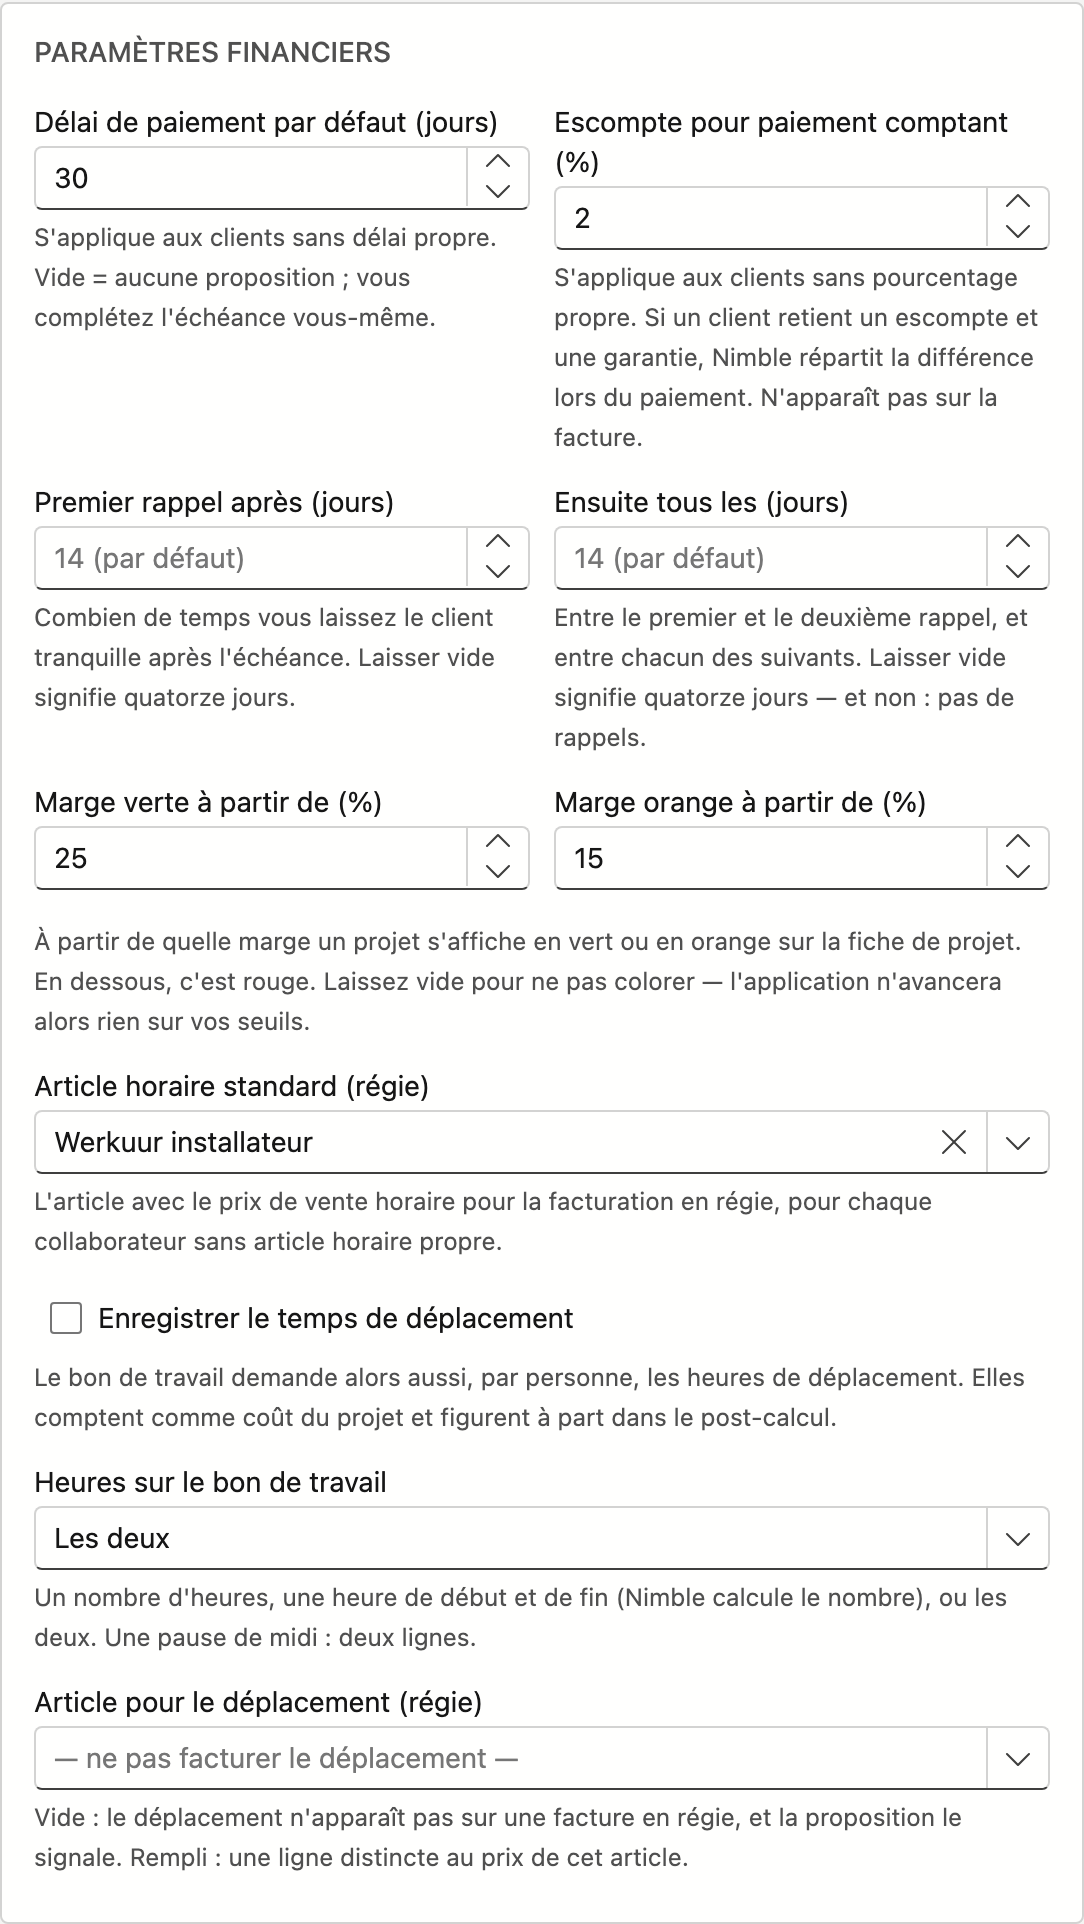 PARAMÈTRES FINANCIERS
Délai de paiement par défaut (jours)
30
S'applique aux clients sans délai propre.
Vide = aucune proposition ; vous
complétez l'échéance vous-même.
Escompte pour paiement comptant
(%)
2
S'applique aux clients sans pourcentage
propre. Si un client retient un escompte et
une garantie, Nimble répartit la différence
lors du paiement. N'apparaît pas sur la
facture.
Premier rappel après (jours)
14 (par défaut)
Combien de temps vous laissez le client
tranquille après l'échéance. Laisser vide
signifie quatorze jours.
Ensuite tous les (jours)
14 (par défaut)
Entre le premier et le deuxième rappel, et
entre chacun des suivants. Laisser vide
signifie quatorze jours — et non : pas de
rappels.
Marge verte à partir de (%)
25
Marge orange à partir de (%)
15
À partir de quelle marge un projet s'affiche en vert ou en orange sur la fiche de projet.
En dessous, c'est rouge. Laissez vide pour ne pas colorer — l'application n'avancera
alors rien sur vos seuils.
Article horaire standard (régie)
Werkuur installateur
L'article avec le prix de vente horaire pour la facturation en régie, pour chaque
collaborateur sans article horaire propre.
Enregistrer le temps de déplacement
Le bon de travail demande alors aussi, par personne, les heures de déplacement. Elles
comptent comme coût du projet et figurent à part dans le post-calcul.
Heures sur le bon de travail
Les deux
Un nombre d'heures, une heure de début et de fin (Nimble calcule le nombre), ou les
deux. Une pause de midi : deux lignes.
Article pour le déplacement (régie)
— ne pas facturer le déplacement —
Vide : le déplacement n'apparaît pas sur une facture en régie, et la proposition le
signale. Rempli : une ligne distincte au prix de cet article.